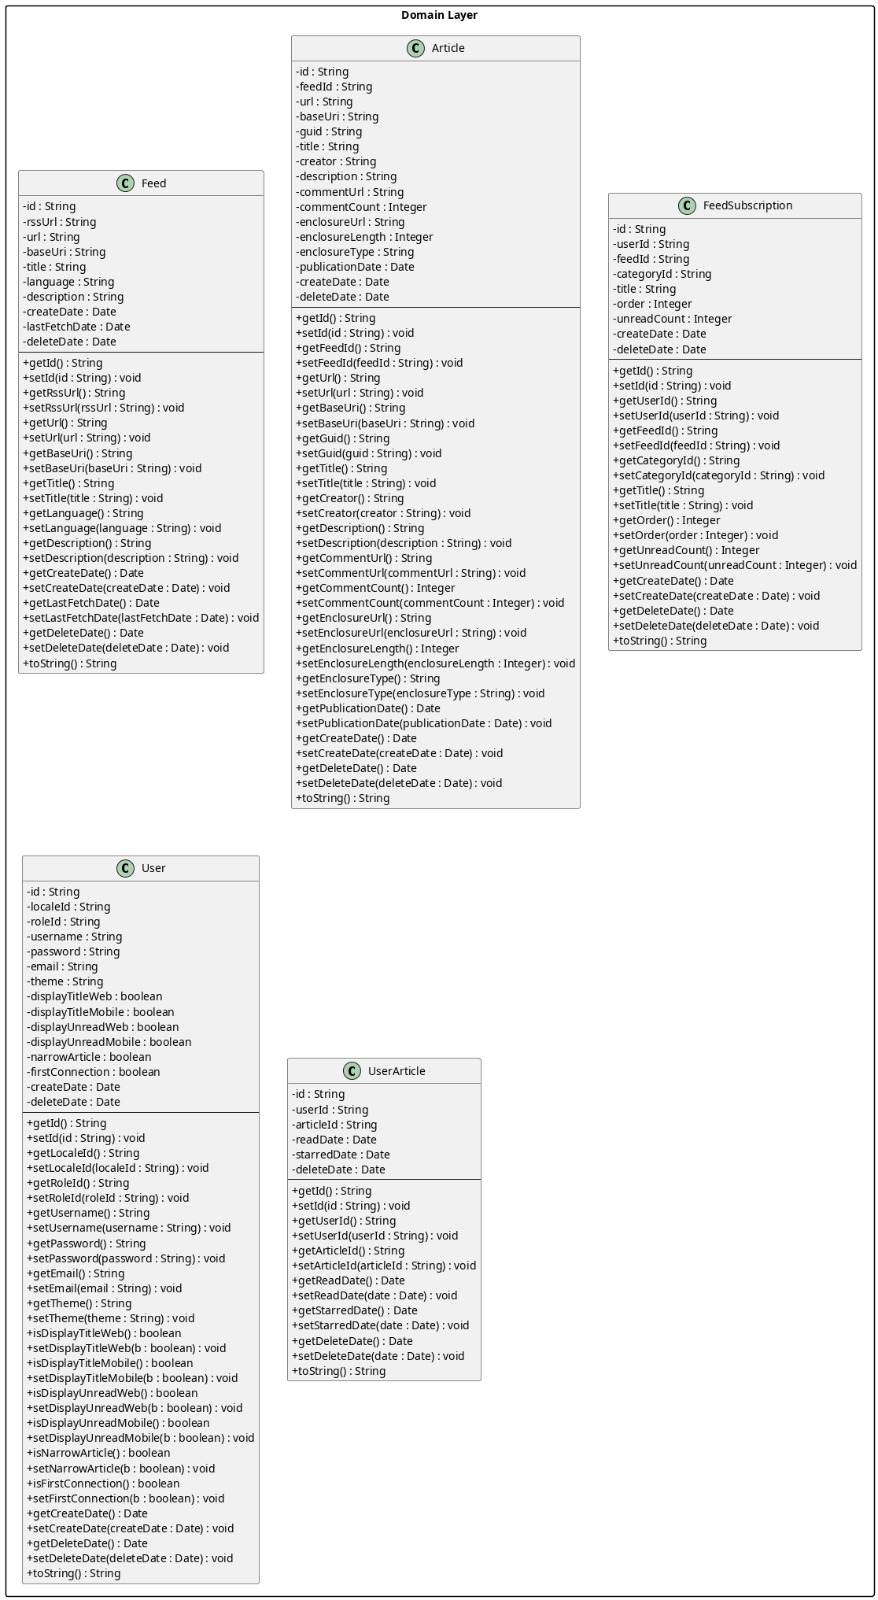 Domain Layer
C Article
-id : String
-feedId : String
-url : String
-baseUri : String
-guid : String
-title : String
-creator : String
-description : String
-commentUrl : String
-commentCount : Integer
-enclosureUrl : String
-enclosureLength : Integer
-enclosureType : String
-publicationDate : Date
-createDate : Date
-deleteDate : Date
+getId() : String
+setId(id : String) : void
+getFeedId() : String
+setFeedId(feedId : String) : void
+getUrl() : String
+setUrl(url : String) : void
+getBaseUri() : String
+setBaseUri(baseUri : String) : void
+getGuid() : String
+setGuid(guid : String) : void
+getTitle() : String
+setTitle(title : String) : void
+getCreator() : String
+setCreator(creator : String) : void
+getDescription() : String
+setDescription(description : String) : void
+getCommentUrl() : String
+setCommentUrl(commentUrl : String) : void
+getCommentCount() : Integer
+setCommentCount(commentCount : Integer) : void
+getEnclosureUrl() : String
+setEnclosureUrl(enclosureUrl : String) : void
+getEnclosureLength() : Integer
+setEnclosureLength(enclosureLength : Integer) : void
+getEnclosureType() : String
+setEnclosureType(enclosureType : String) : void
+getPublicationDate() : Date
+setPublicationDate(publicationDate : Date) : void
+getCreateDate() : Date
+setCreateDate(createDate : Date) : void
+getDeleteDate() : Date
+setDeleteDate(deleteDate : Date) : void
+toString() : String
C Feed
-id : String
-rssUrl : String
-url : String
-baseUri : String
-title : String
-language : String
-description : String
-createDate : Date
-lastFetchDate : Date
-deleteDate : Date
+getId() : String
+setId(id : String) : void
+getRssUrl() : String
+setRssUrl(rssUrl : String) : void
+getUrl() : String
+setUrl(url : String) : void
+getBaseUri() : String
+setBaseUri(baseUri : String) : void
+getTitle() : String
+setTitle(title : String) : void
+getLanguage() : String
+setLanguage(language : String) : void
+getDescription() : String
+setDescription(description : String) : void
+getCreateDate() : Date
+setCreateDate(createDate : Date) : void
+getLastFetchDate() : Date
+setLastFetchDate(lastFetchDate : Date) : void
+getDeleteDate() : Date
+setDeleteDate(deleteDate : Date) : void
+toString() : String
C FeedSubscription
-id : String
-userId : String
-feedId : String
-categoryId : String
-title : String
-order : Integer
-unreadCount : Integer
-createDate : Date
-deleteDate : Date
+getId() : String
+setId(id : String) : void
+getUserId() : String
+setUserId(userId : String) : void
+getFeedId() : String
+setFeedId(feedId : String) : void
+getCategoryId() : String
+setCategoryId(categoryId : String) : void
+getTitle() : String
+setTitle(title : String) : void
+getOrder() : Integer
+setOrder(order : Integer) : void
+getUnreadCount() : Integer
+setUnreadCount(unreadCount : Integer) : void
+getCreateDate() : Date
+setCreateDate(createDate : Date) : void
+getDeleteDate() : Date
+setDeleteDate(deleteDate : Date) : void
+toString() : String
C User
-id : String
-localeId : String
-roleId : String
-username : String
-password : String
-email : String
-theme : String
-displayTitleWeb : boolean
-displayTitleMobile : boolean
-displayUnreadWeb : boolean
-displayUnreadMobile : boolean
-narrowArticle : boolean
-firstConnection : boolean
-createDate : Date
-deleteDate : Date
+getId() : String
+setId(id : String) : void
+getLocaleId() : String
+setLocaleId(localeId : String) : void
+getRoleId() : String
+setRoleId(roleId : String) : void
+getUsername() : String
+setUsername(username : String) : void
+getPassword() : String
+setPassword(password : String) : void
+getEmail() : String
+setEmail(email : String) : void
+getTheme() : String
+setTheme(theme : String) : void
+isDisplayTitleWeb() : boolean
+setDisplayTitleWeb(b : boolean) : void
+isDisplayTitleMobile() : boolean
+setDisplayTitleMobile(b : boolean) : void
+isDisplayUnreadWeb() : boolean
+setDisplayUnreadWeb(b : boolean) : void
+isDisplayUnreadMobile() : boolean
+setDisplayUnreadMobile(b : boolean) : void
+isNarrowArticle() : boolean
+setNarrowArticle(b : boolean) : void
+isFirstConnection() : boolean
+setFirstConnection(b : boolean) : void
+getCreateDate() : Date
+setCreateDate(createDate : Date) : void
+getDeleteDate() : Date
+setDeleteDate(deleteDate : Date) : void
+toString() : String
C UserArticle
-id : String
-userId : String
-articleId : String
-readDate : Date
-starredDate : Date
-deleteDate : Date
+getId() : String
+setId(id : String) : void
+getUserId() : String
+setUserId(userId : String) : void
+getArticleId() : String
+setArticleId(articleId : String) : void
+getReadDate() : Date
+setReadDate(date : Date) : void
+getStarredDate() : Date
+setStarredDate(date : Date) : void
+getDeleteDate() : Date
+setDeleteDate(date : Date) : void
+toString() : String